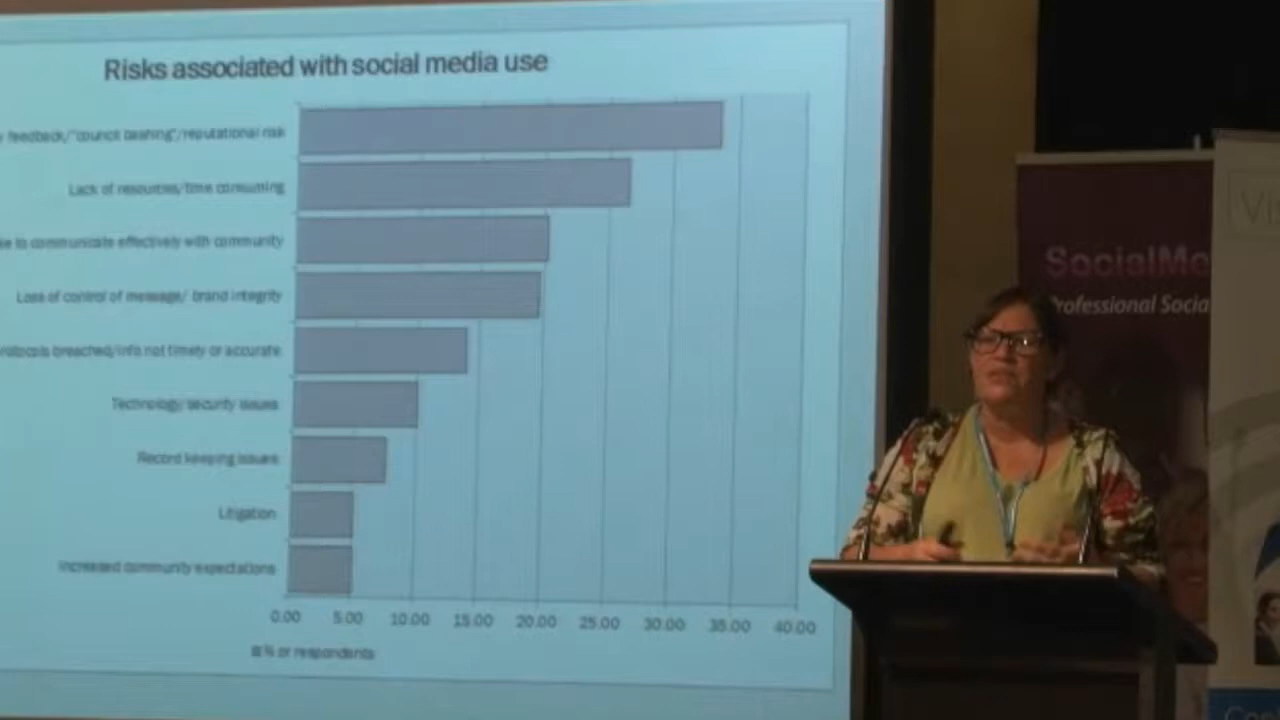 Risks associated with social media use
feedback/"council bashing"/reputational risk
Lack of resources/time consuming
to communicate effectively with community
Loss of control of message/ brand integrity
breached/info not timely or accurate
Technology/security issues
Record keeping issues
Litigation
Increased community expectations
0.00 5.00 10.00 15.00 20.00 25.00 30.00 35.00 40.00
% of respondents
SocialMe
Professional Socia